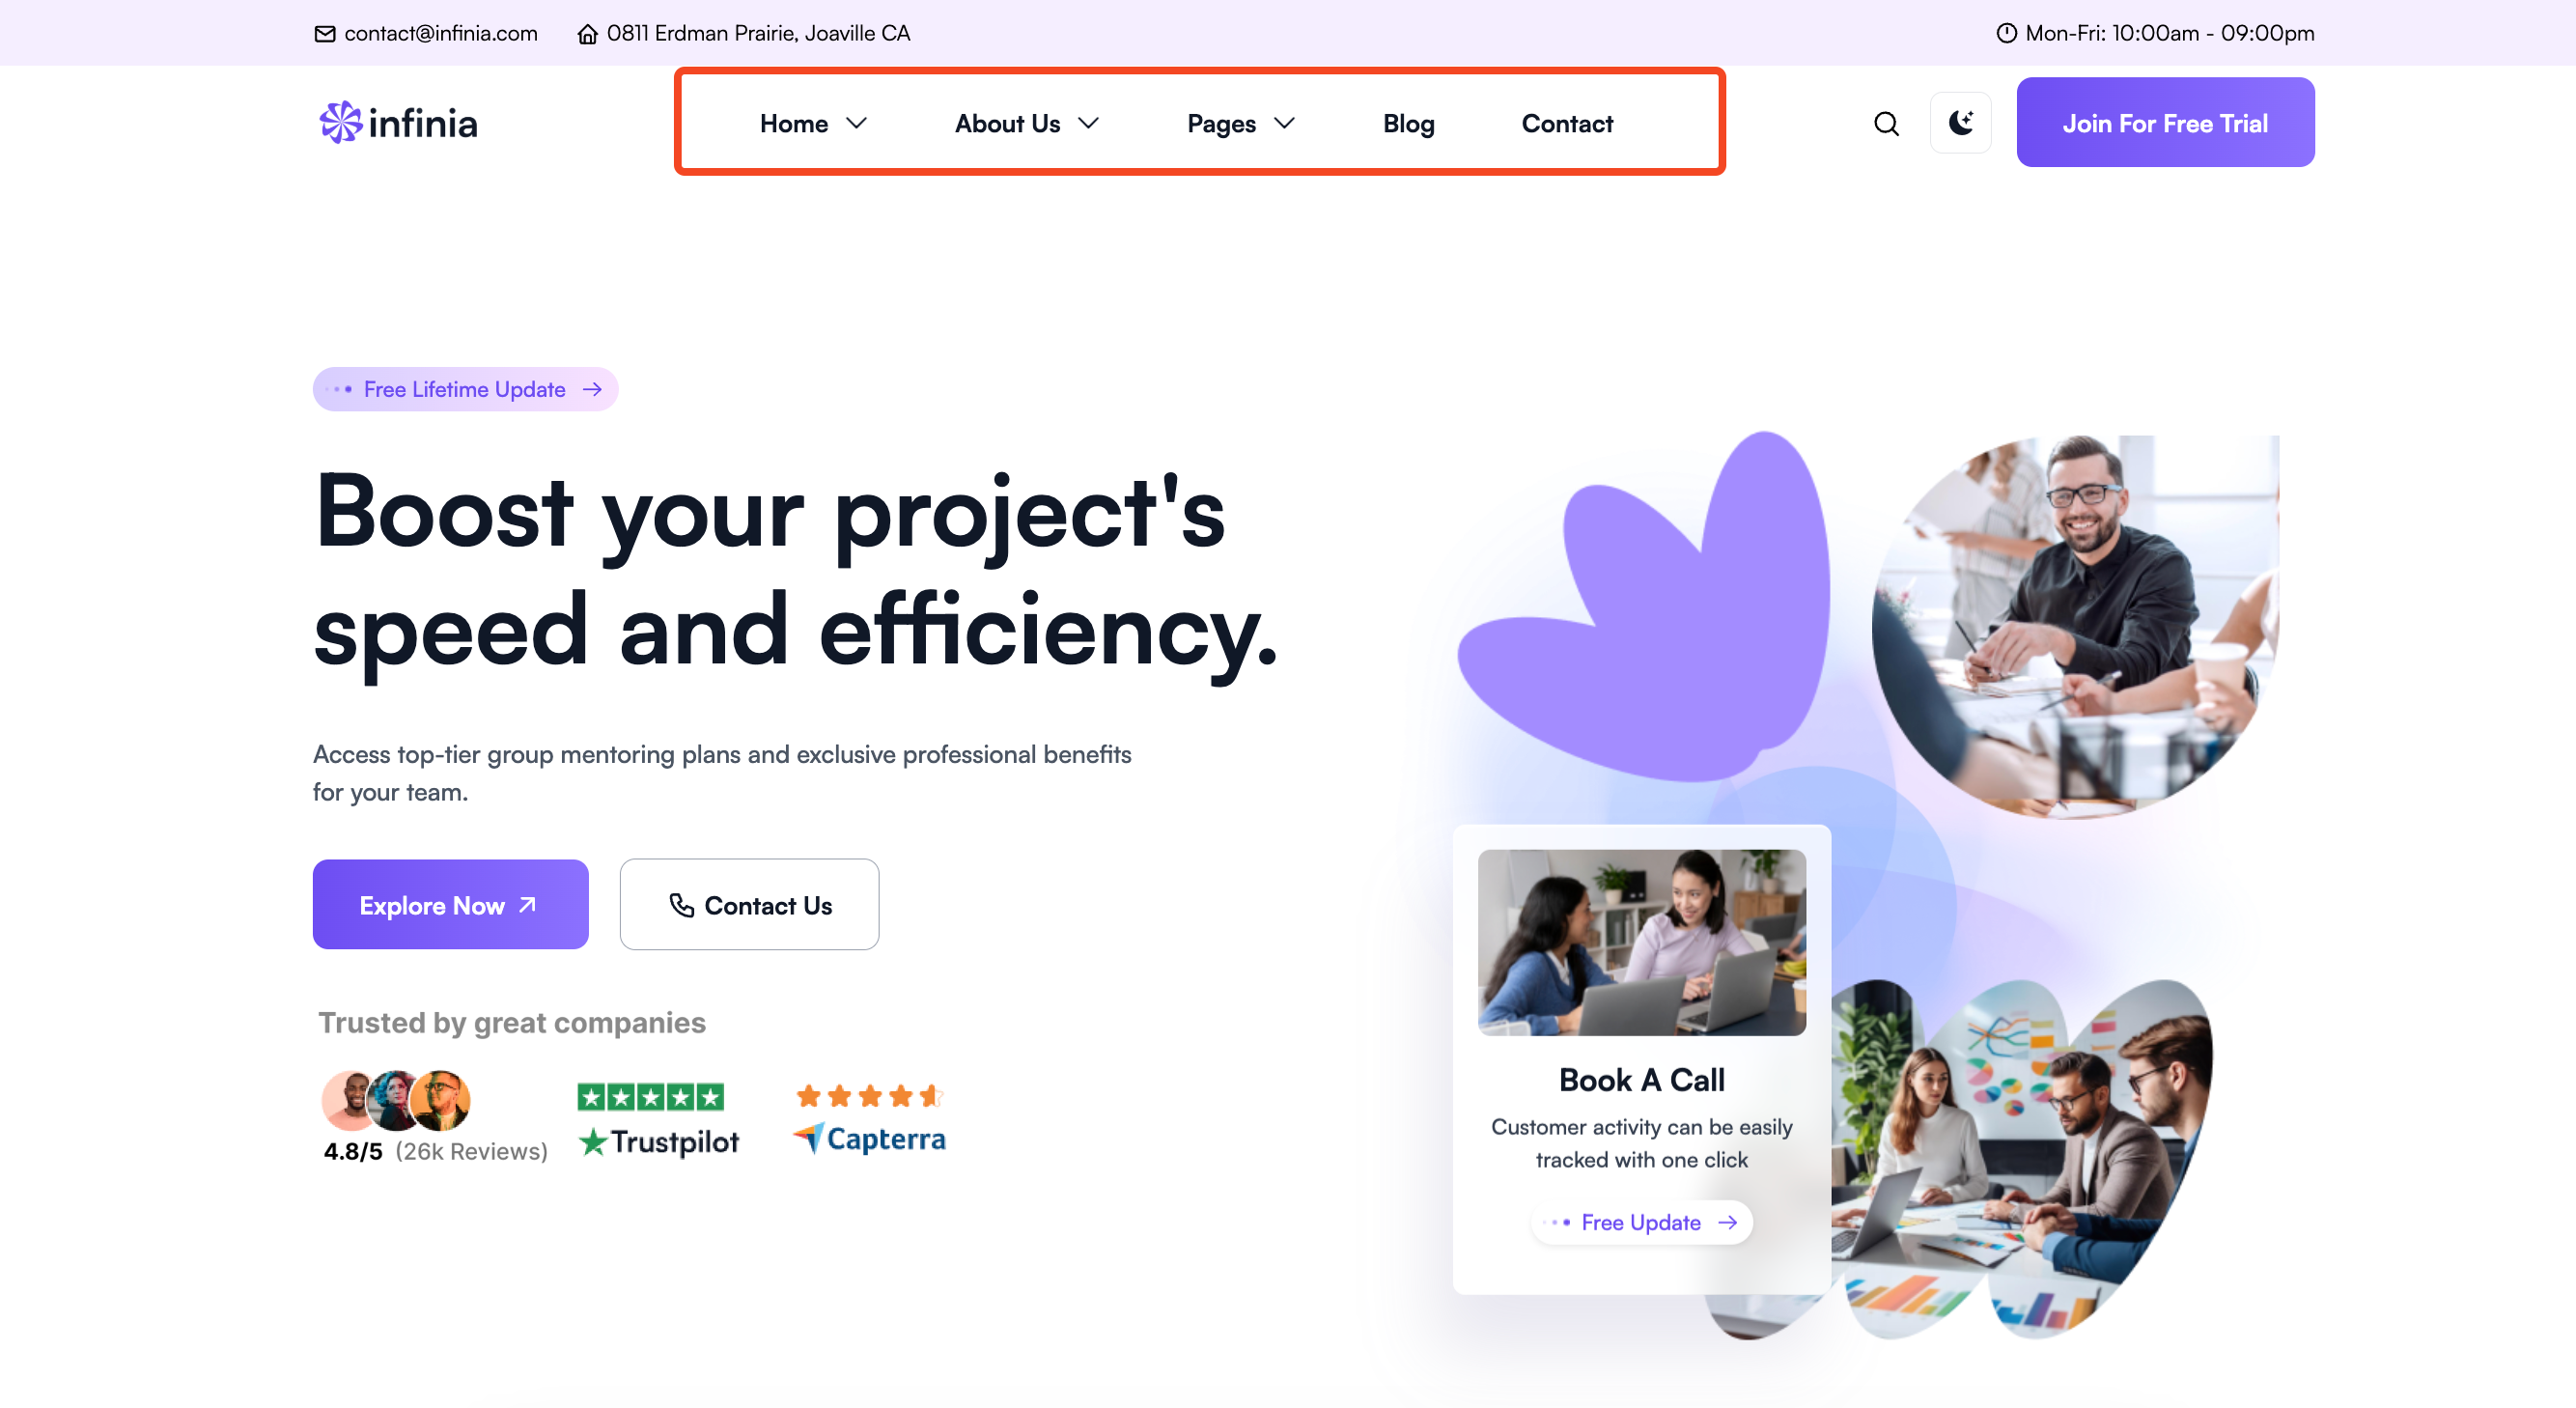 contact@infinia.com 0811 Erdman Prairie, Joaville CA Mon-Fri: 10:00am - 09:00pm
infinia Home About Us Pages Blog Contact Join For Free Trial
Free Lifetime Update
Boost your project's
speed and efficiency.
Access top-tier group mentoring plans and exclusive professional benefits
for your team.
Explore Now Contact Us
Trusted by great companies
4.8/5 (26k Reviews)
Trustpilot
Capterra
Book A Call
Customer activity can be easily
tracked with one click
Free Update